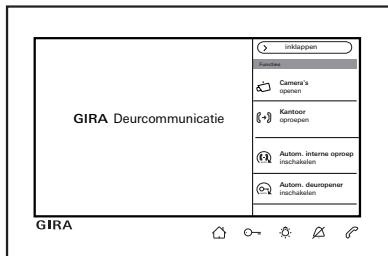 inklappen
Functies
Camera's
openen
GIRA Deurcommunicatie
Kantoor
oproepen
Autom. interne oproep
inschakelen
Autom. deuropener
inschakelen
GIRA